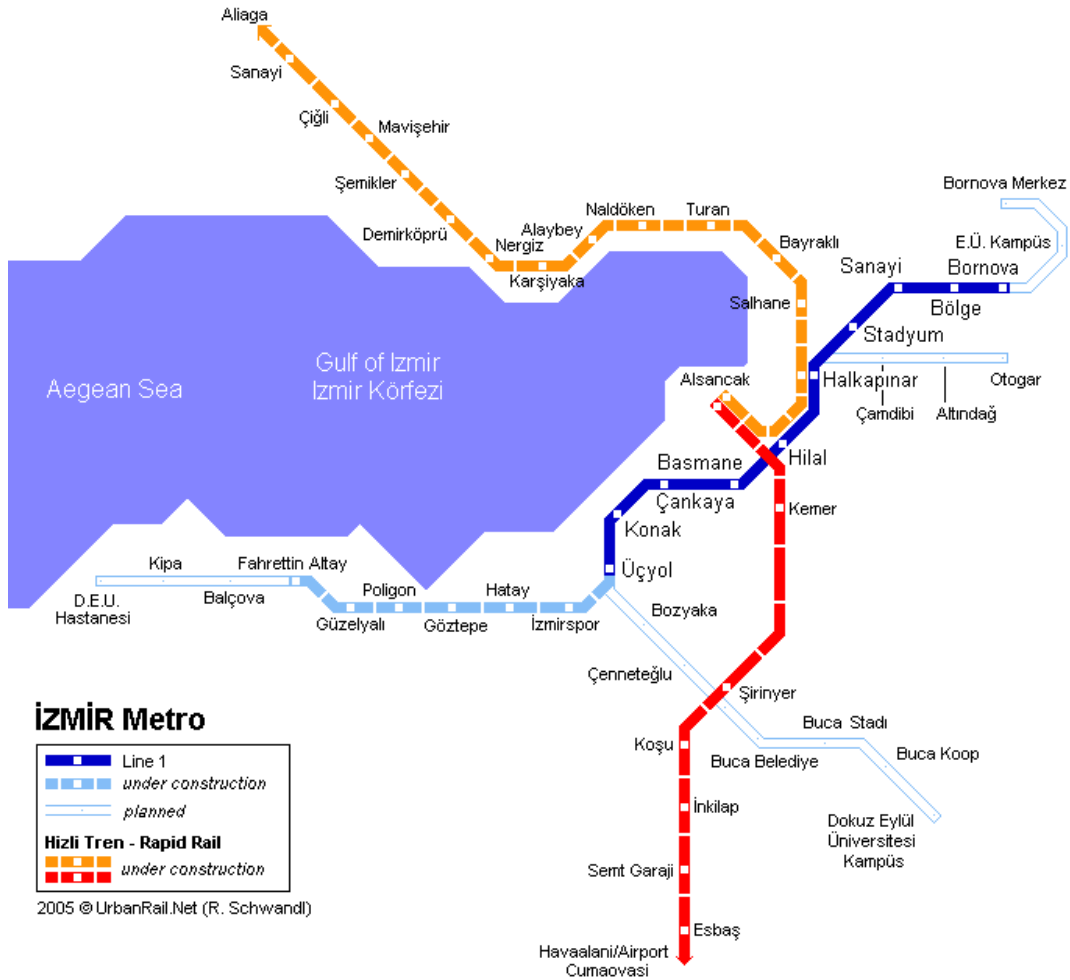 Aliaga
Sanayi
Çiğli
Mavişehir
Şemikler
Demirköprü
Nergiz
Karşiyaka
Alaybey
Naldöken
Turan
Bayraklı
Salhane
Bornova Merkez
E.Ü. Kampüs
Sanayi
Bornova
Bölge
Stadyum
Halkapınar
Otogar
Çamdibi
Altındağ
Alsancak
Hilal
Basmane
Çankaya
Konak
Üçyol
Kemer
Aegean Sea
Gulf of Izmir
Izmir Körfezi
Kipa
Fahrettin Altay
D.E.U.
Hastanesi
Balçova
Poligon
Güzelyalı
Göztepe
Hatay
İzmirspor
Bozyaka
Çenneteğlu
Şirinyer
Koşu
Buca Belediye
Buca Stadı
Buca Koop
Dokuz Eylül
Üniversitesi
Kampüs
İnkilap
Semt Garaji
Esbaş
Havaalani/Airport
Cumaovasi
İZMİR Metro
Line 1
under construction
planned
Hizli Tren - Rapid Rail
under construction
2005 © UrbanRail.Net (R. Schwandl)